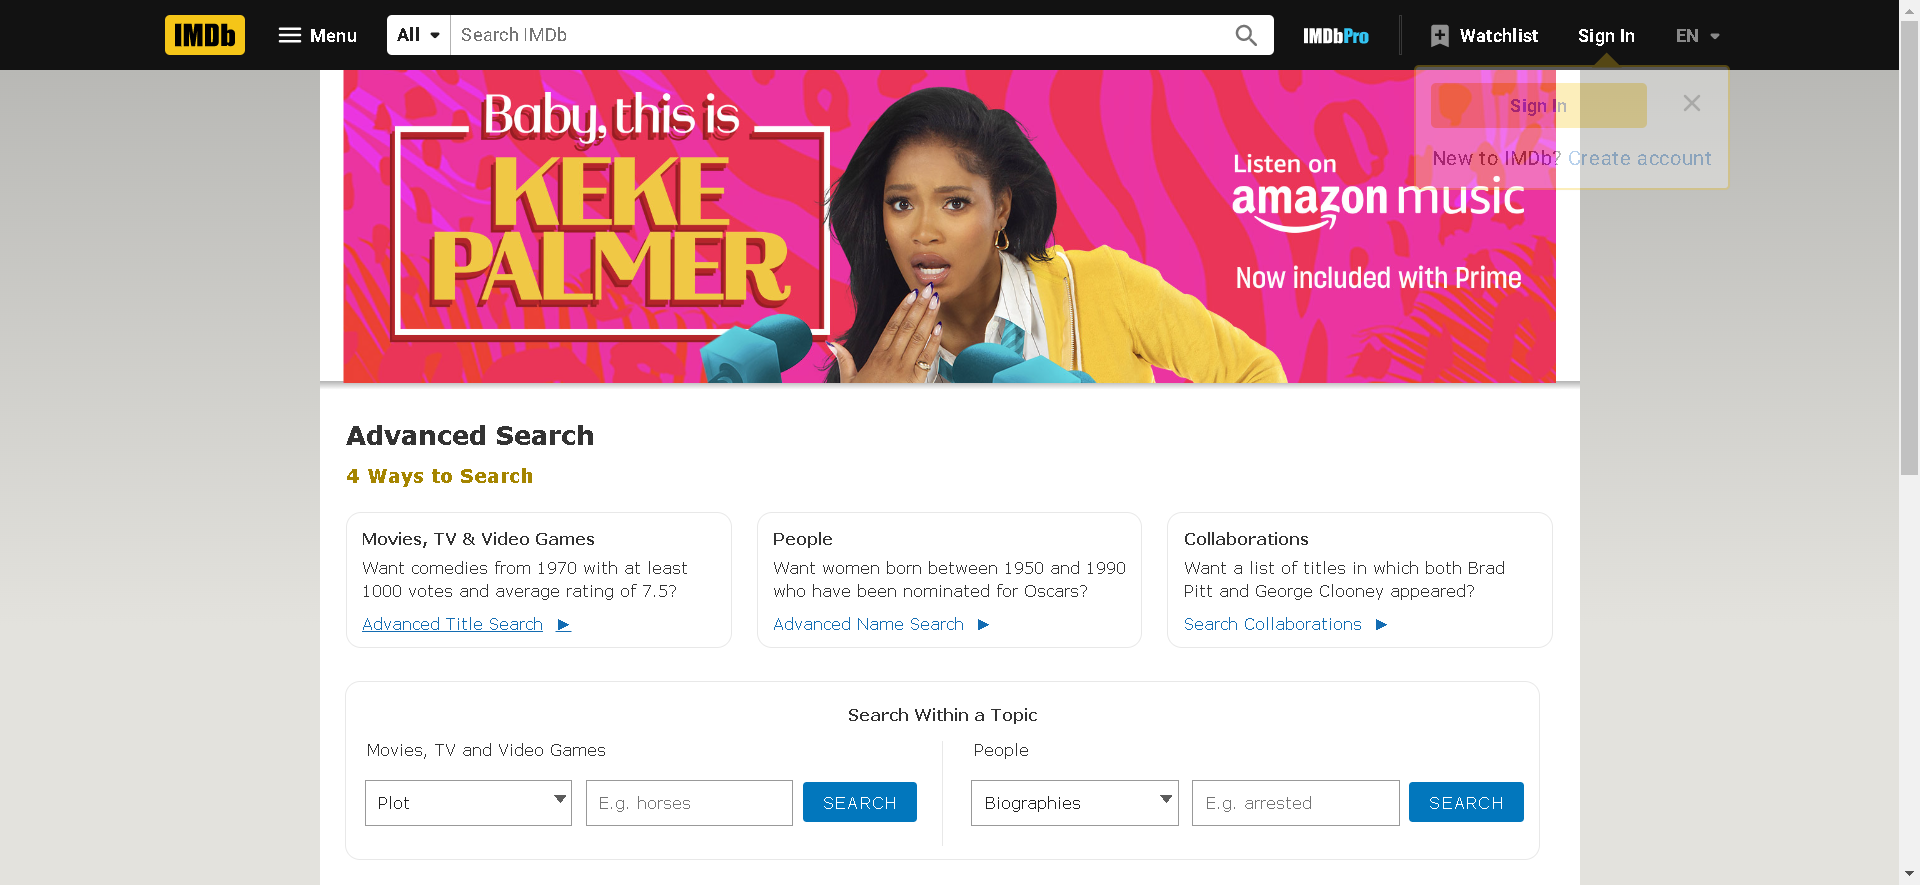 IMDb
Menu
All
Search IMDb
IMDbPro
Watchlist
Sign In
EN
Sign In
New to IMDb? Create account
Baby, this is
KEKE
PALMER
Listen on
amazon music
Now included with Prime
Advanced Search
4 Ways to Search
Movies, TV & Video Games
Want comedies from 1970 with at least
1000 votes and average rating of 7.5?
Advanced Title Search ►
People
Want women born between 1950 and 1990
who have been nominated for Oscars?
Advanced Name Search ►
Collaborations
Want a list of titles in which both Brad
Pitt and George Clooney appeared?
Search Collaborations ►
Search Within a Topic
Movies, TV and Video Games
Plot
E.g. horses
SEARCH
People
Biographies
E.g. arrested
SEARCH